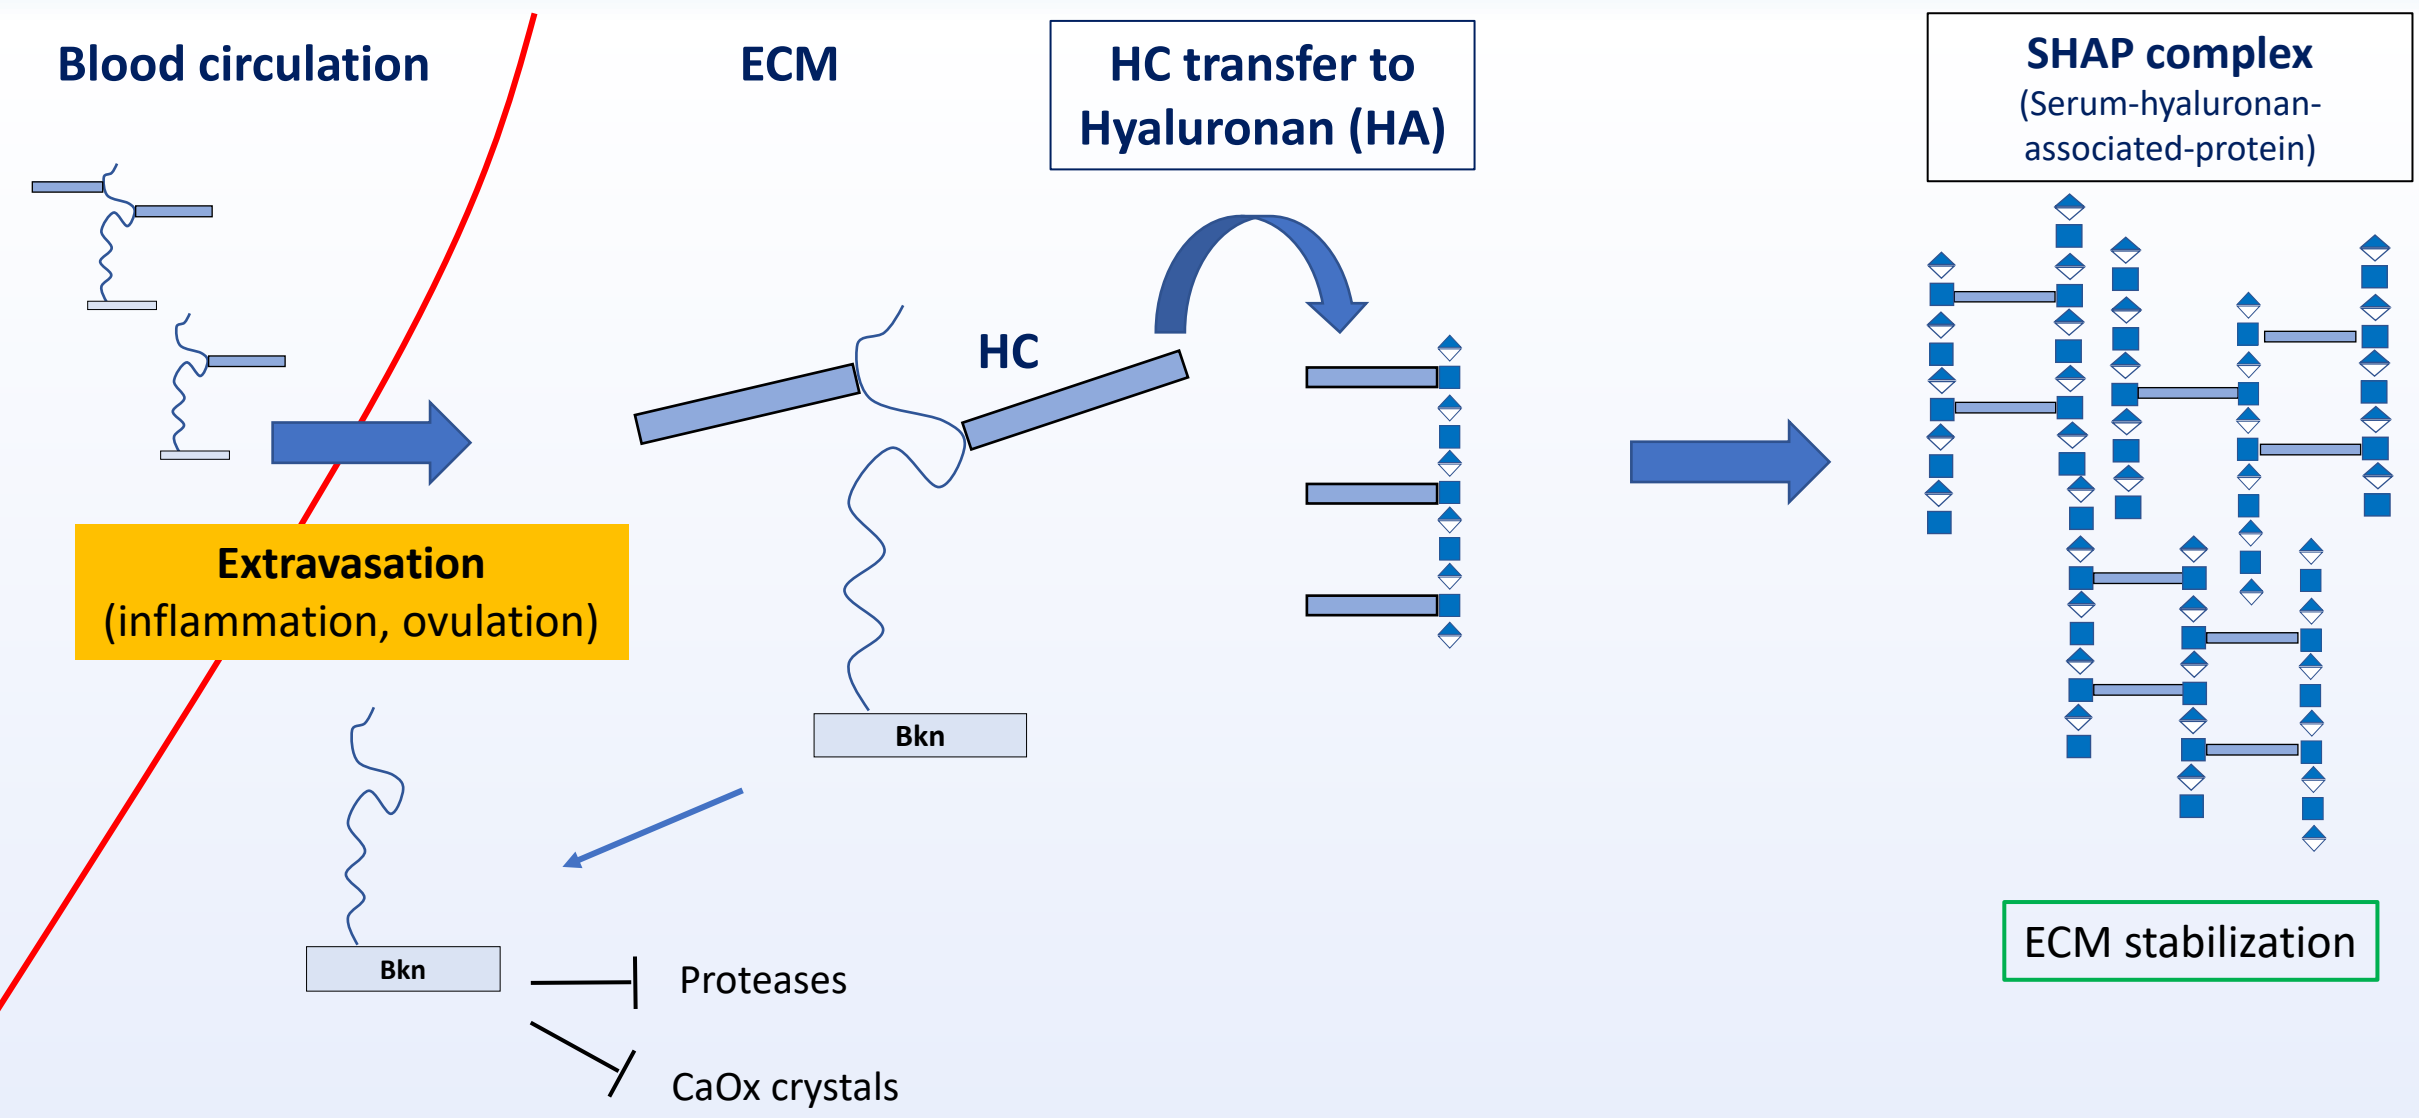 Blood circulation
ECM
HC transfer to
Hyaluronan (HA)
SHAP complex
(Serum-hyaluronan-
associated-protein)
HC
Extravasation
(inflammation, ovulation)
Bkn
Bkn
Proteases
CaOx crystals
ECM stabilization